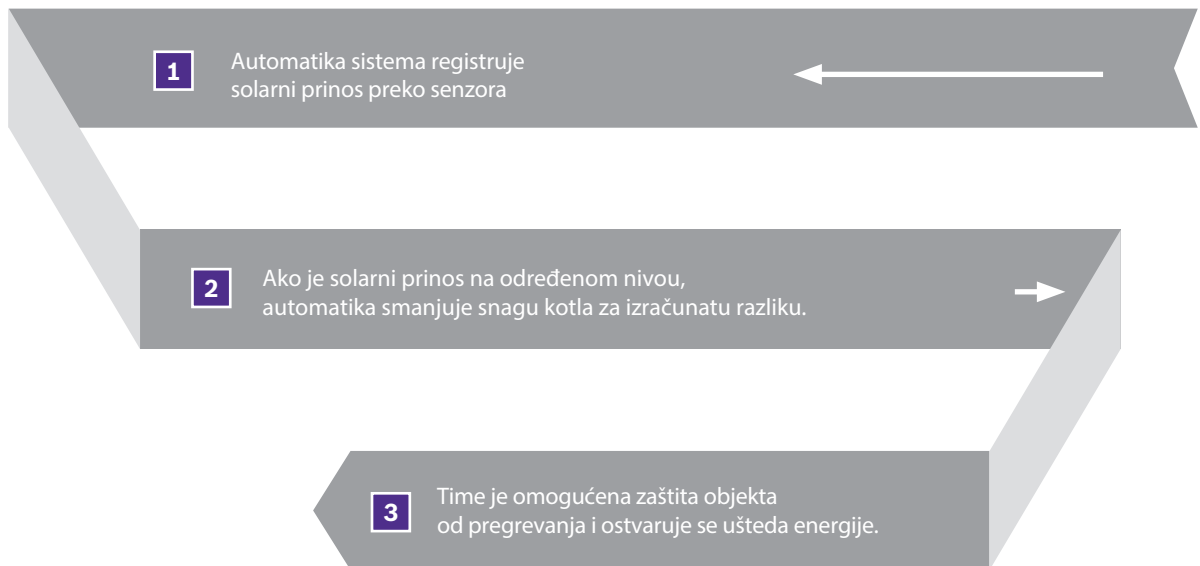 1
Automatika sistema registruje
solarni prinos preko senzora
2
Ako je solarni prinos na određenom nivou,
automatika smanjuje snagu kotla za izračunatu razliku.
3
Time je omogućena zaštita objekta
od pregrevanja i ostvaruje se ušteda energije.